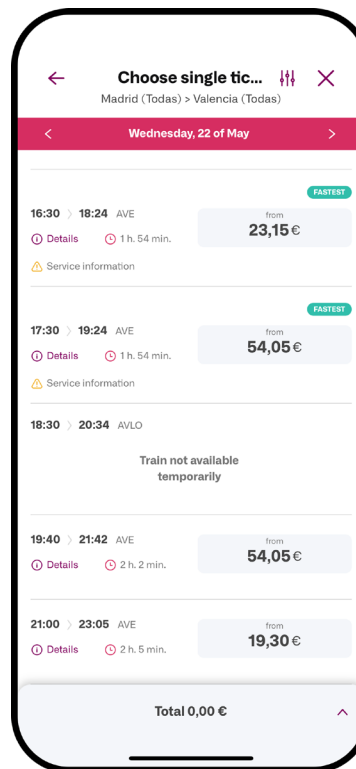 Choose single tic...
Madrid (Todas) > Valencia (Todas)
Wednesday, 22 of May
FASTEST
16:30 > 18:24 AVE
from
23,15 €
Details 1 h. 54 min.
Service information
FASTEST
17:30 > 19:24 AVE
from
54,05 €
Details 1 h. 54 min.
Service information
18:30 > 20:34 AVLO
Train not available
temporarily
19:40 > 21:42 AVE
from
54,05 €
Details 2 h. 2 min.
21:00 > 23:05 AVE
from
19,30 €
Details 2 h. 5 min.
Total 0,00 €